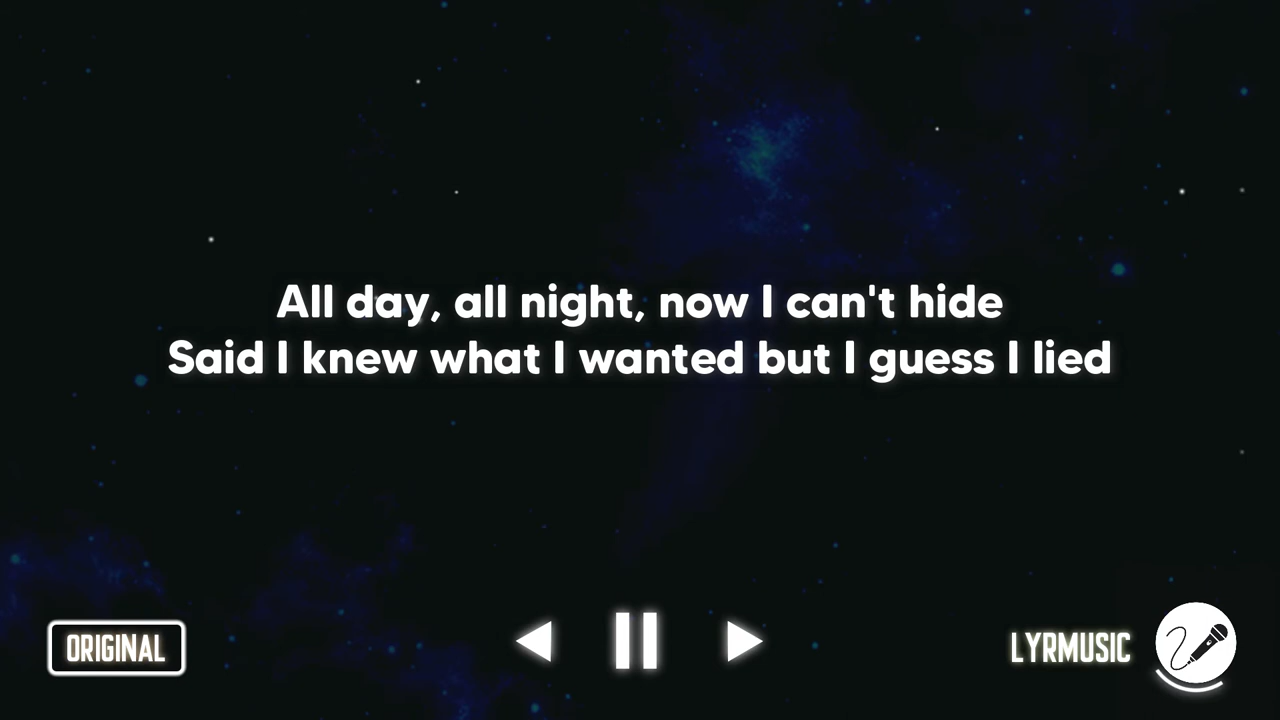 All day, all night, now I can't hide
Said I knew what I wanted but I guess I lied
ORIGINAL
LYRMUSIC